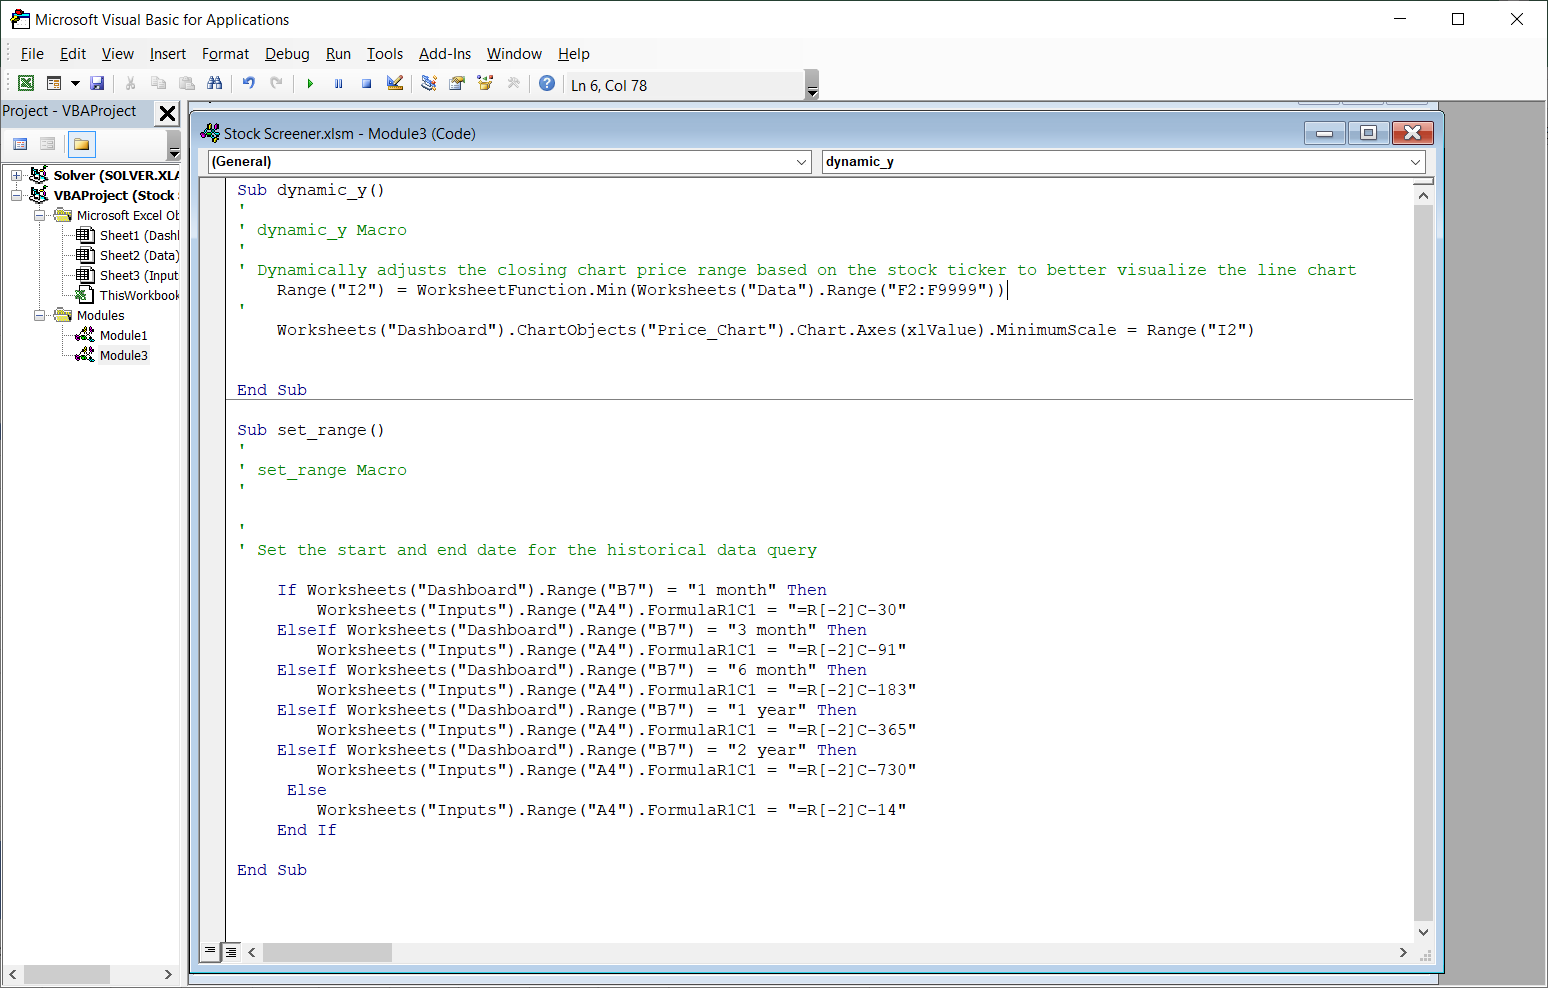 Microsoft Visual Basic for Applications
File Edit View Insert Format Debug Run Tools Add-Ins Window Help
Ln 6, Col 78
Project - VBAProject
Solver (SOLVER.XLA
VBAProject (Stock
Microsoft Excel Ob
Sheet1 (Dashl
Sheet2 (Data)
Sheet3 (Input
ThisWorkbook
Modules
Module1
Module3
Stock Screener.xlsm - Module3 (Code)
(General) dynamic_y
Sub dynamic_y()
'
' dynamic_y Macro
'
' Dynamically adjusts the closing chart price range based on the stock ticker to better visualize the line chart
Range("I2") = WorksheetFunction.Min(Worksheets("Data").Range("F2:F9999"))
'
Worksheets("Dashboard").ChartObjects("Price_Chart").Chart.Axes(xlValue).MinimumScale = Range("I2")
End Sub
Sub set_range()
'
' set_range Macro
'
'
' Set the start and end date for the historical data query
If Worksheets("Dashboard").Range("B7") = "1 month" Then
Worksheets("Inputs").Range("A4").FormulaR1C1 = "=R[-2]C-30"
ElseIf Worksheets("Dashboard").Range("B7") = "3 month" Then
Worksheets("Inputs").Range("A4").FormulaR1C1 = "=R[-2]C-91"
ElseIf Worksheets("Dashboard").Range("B7") = "6 month" Then
Worksheets("Inputs").Range("A4").FormulaR1C1 = "=R[-2]C-183"
ElseIf Worksheets("Dashboard").Range("B7") = "1 year" Then
Worksheets("Inputs").Range("A4").FormulaR1C1 = "=R[-2]C-365"
ElseIf Worksheets("Dashboard").Range("B7") = "2 year" Then
Worksheets("Inputs").Range("A4").FormulaR1C1 = "=R[-2]C-730"
Else
Worksheets("Inputs").Range("A4").FormulaR1C1 = "=R[-2]C-14"
End If
End Sub